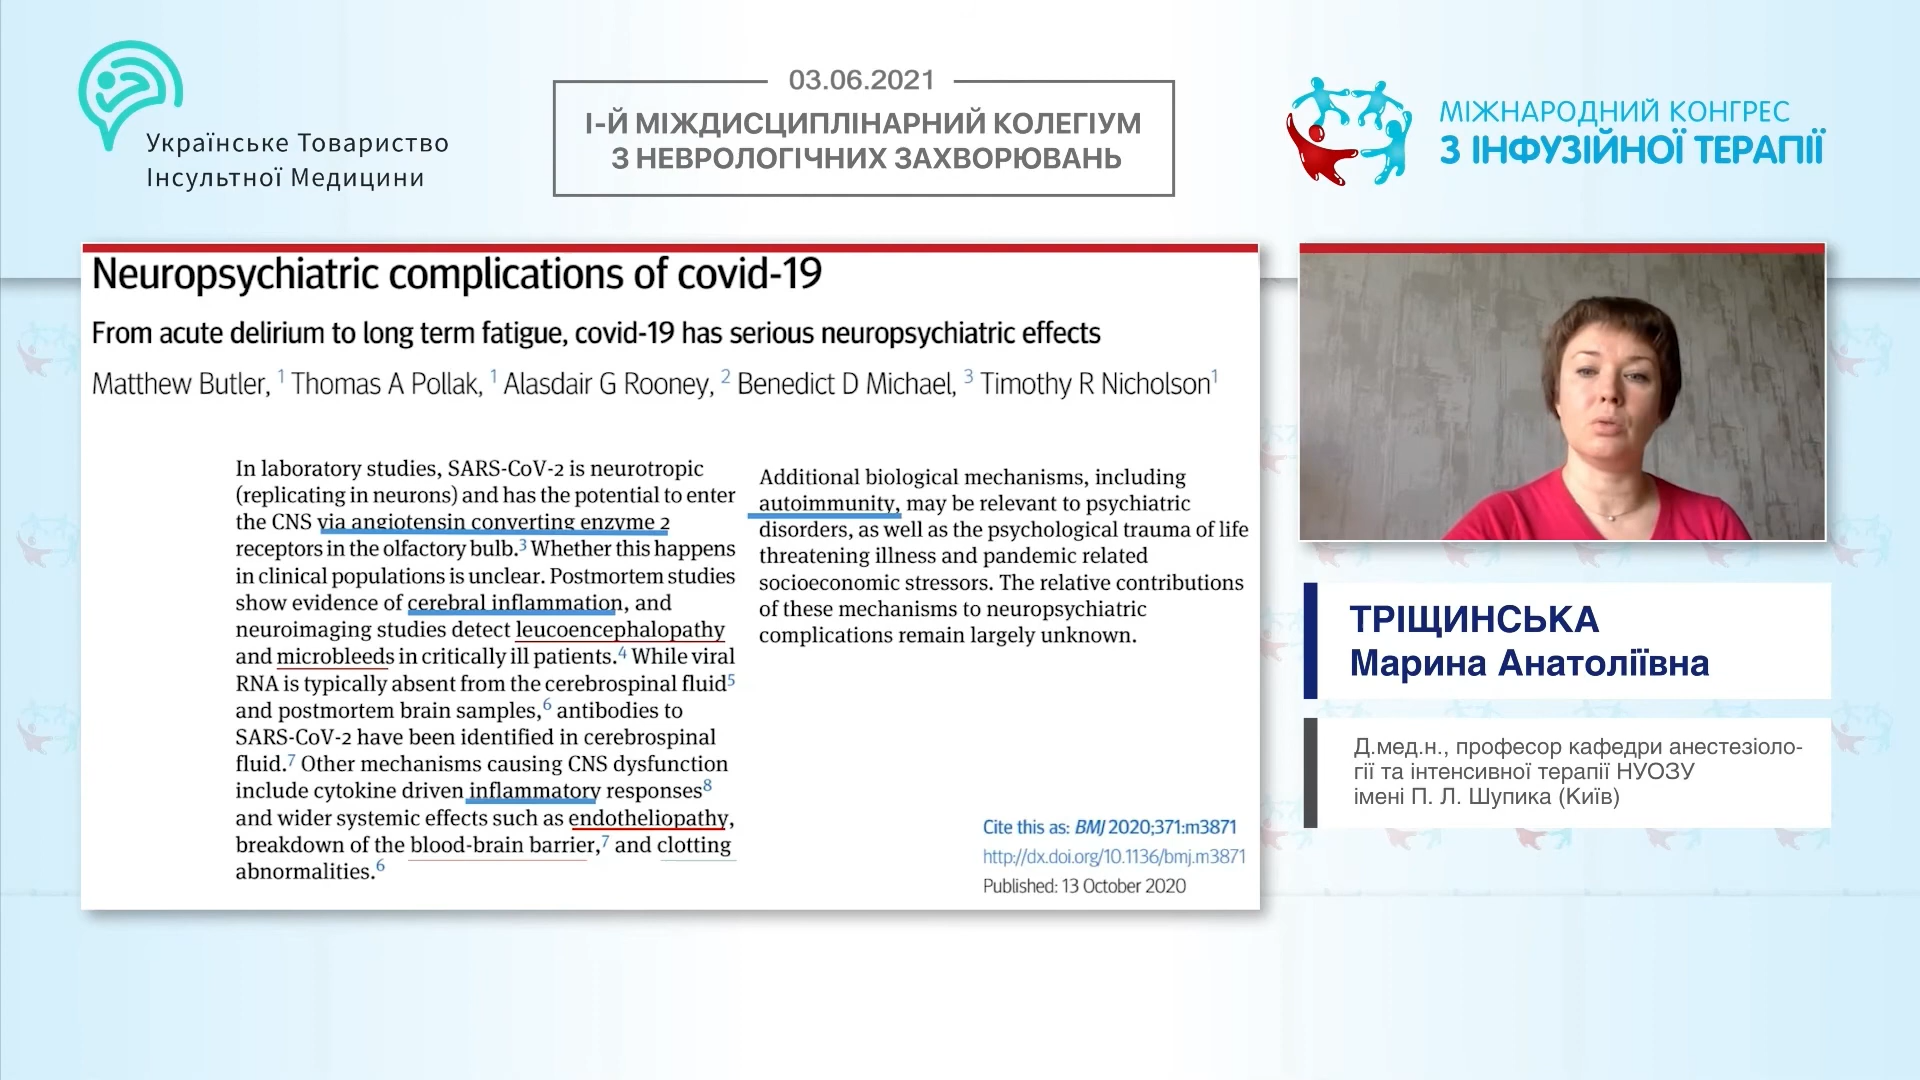 Українське Товариство
Інсультної Медицини
03.06.2021
І-Й МІЖДИСЦИПЛІНАРНИЙ КОЛЕГІУМ
З НЕВРОЛОГІЧНИХ ЗАХВОРЮВАНЬ
МІЖНАРОДНИЙ КОНГРЕС
З ІНФУЗІЙНОЇ ТЕРАПІЇ
Neuropsychiatric complications of covid-19
From acute delirium to long term fatigue, covid-19 has serious neuropsychiatric effects
Matthew Butler, 1 Thomas A Pollak, 1 Alasdair G Rooney, 2 Benedict D Michael, 3 Timothy R Nicholson1
In laboratory studies, SARS-CoV-2 is neurotropic
(replicating in neurons) and has the potential to enter
the CNS via angiotensin converting enzyme 2
receptors in the olfactory bulb.3 Whether this happens
in clinical populations is unclear. Postmortem studies
show evidence of cerebral inflammation, and
neuroimaging studies detect leucoencephalopathy
and microbleeds in critically ill patients.4 While viral
RNA is typically absent from the cerebrospinal fluid5
and postmortem brain samples,6 antibodies to
SARS-CoV-2 have been identified in cerebrospinal
fluid.7 Other mechanisms causing CNS dysfunction
include cytokine driven inflammatory responses8
and wider systemic effects such as endotheliopathy,
breakdown of the blood-brain barrier,7 and clotting
abnormalities.6
Additional biological mechanisms, including
autoimmunity, may be relevant to psychiatric
disorders, as well as the psychological trauma of life
threatening illness and pandemic related
socioeconomic stressors. The relative contributions
of these mechanisms to neuropsychiatric
complications remain largely unknown.
Cite this as: BMJ 2020;371:m3871
http://dx.doi.org/10.1136/bmj.m3871
Published: 13 October 2020
ТРІЩИНСЬКА
Марина Анатоліївна
Д.мед.н., професор кафедри анестезіоло-
гії та інтенсивної терапії НУОЗУ
імені П. Л. Шупика (Київ)